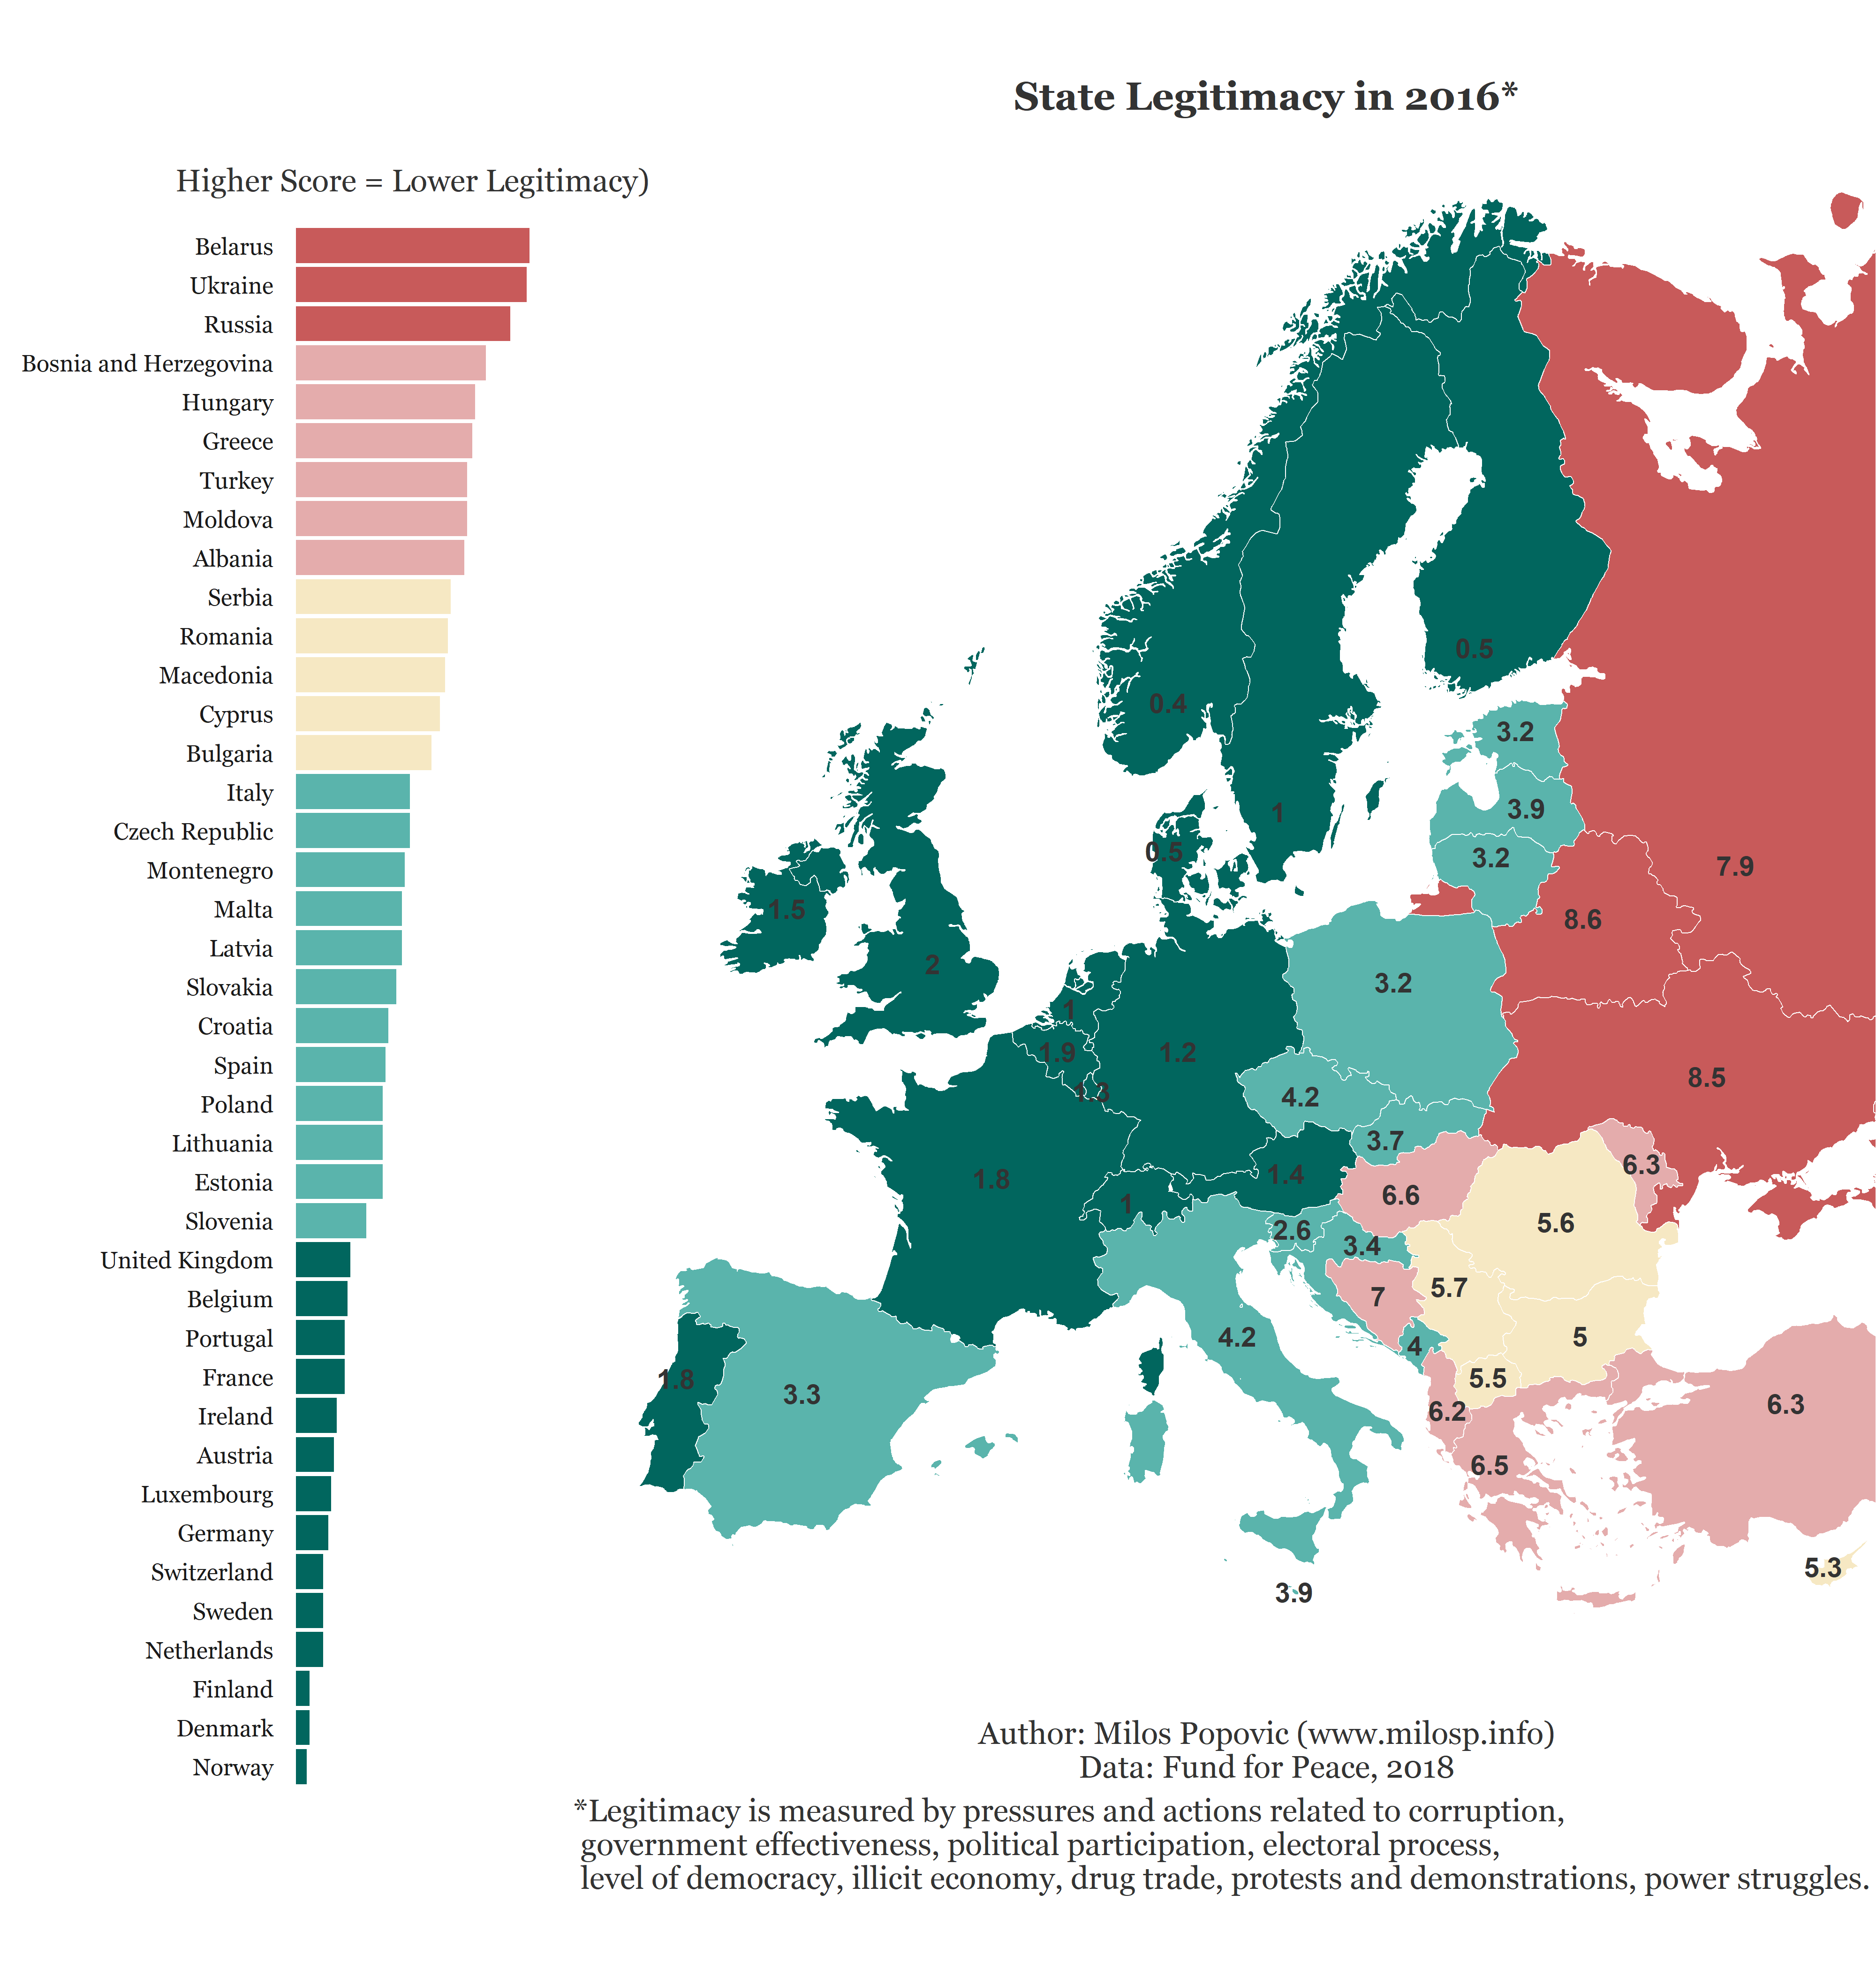 State Legitimacy in 2016*
Higher Score = Lower Legitimacy)
Belarus
Ukraine
Russia
Bosnia and Herzegovina
Hungary
Greece
Turkey
Moldova
Albania
Serbia
Romania
Macedonia
Cyprus
Bulgaria
Italy
Czech Republic
Montenegro
Malta
Latvia
Slovakia
Croatia
Spain
Poland
Lithuania
Estonia
Slovenia
United Kingdom
Belgium
Portugal
France
Ireland
Austria
Luxembourg
Germany
Switzerland
Sweden
Netherlands
Finland
Denmark
Norway
0.5
0.4
3.2
3.9
1
0.5
3.2
7.9
1.5
8.6
2
3.2
1
1.9
1.2
8.5
1.3
4.2
3.7
6.3
1.8
1.4
6.6
1
5.6
2.6
3.4
5.7
7
4.2
5
4
1.8
5.5
3.3
6.2
6.3
6.5
5.3
3.9
Author: Milos Popovic (www.milosp.info)
Data: Fund for Peace, 2018
*Legitimacy is measured by pressures and actions related to corruption,
government effectiveness, political participation, electoral process,
level of democracy, illicit economy, drug trade, protests and demonstrations, power struggles.